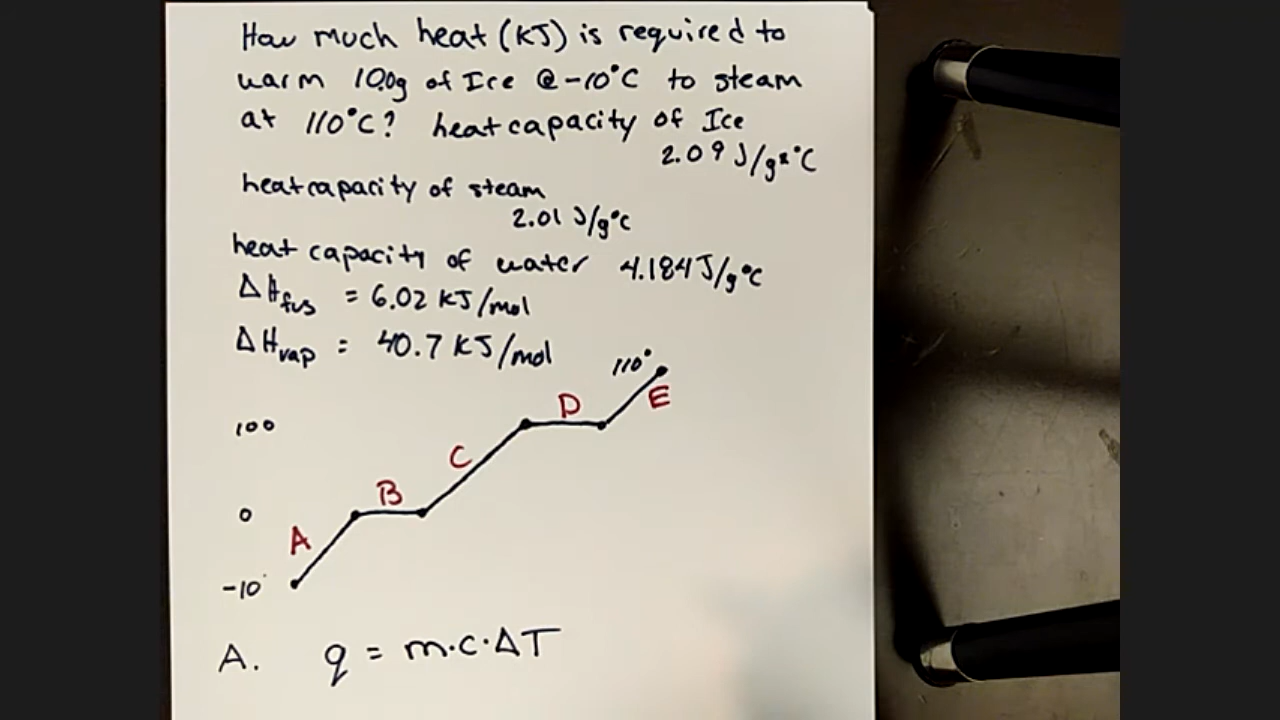 How much heat (KJ) is required to
warm 10.0g of Ice @ -10°C to steam
at 110°C? heat capacity of Ice
2.09 J/g*°C
heat capacity of steam
2.01 J/g°C
heat capacity of water 4.184 J/g°C
ΔHfus = 6.02 KJ/mol
ΔHvap = 40.7 KJ/mol
110°
E
D
100
C
B
0
A
-10°
A. q = m·c·ΔT